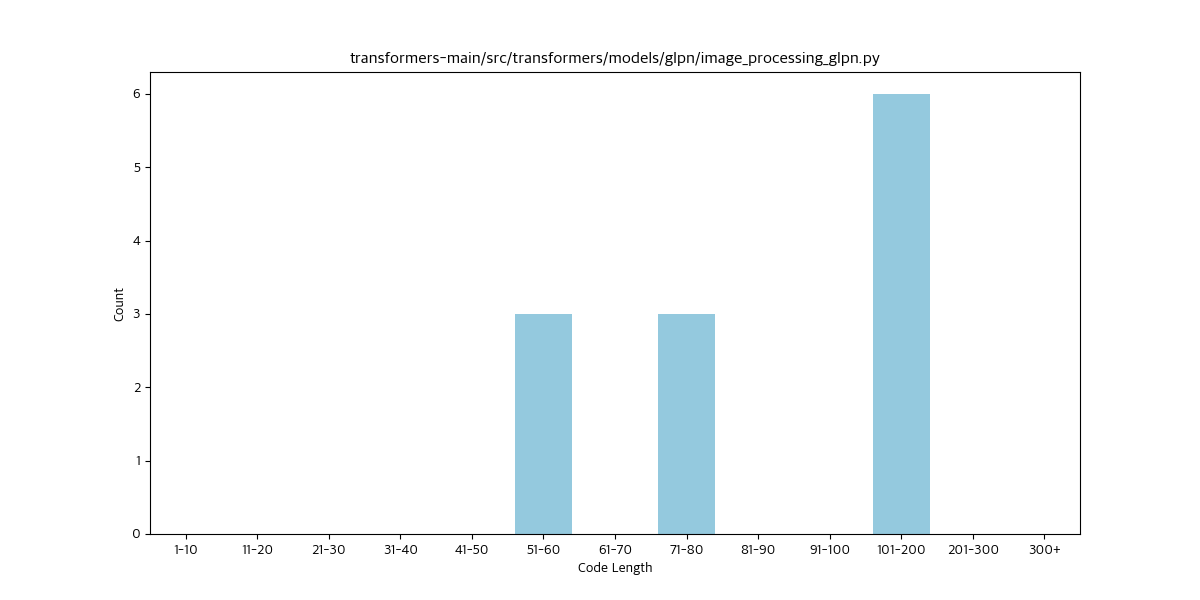 transformers-main/src/transformers/models/glpn/image_processing_glpn.py
6
5
4
3
2
1
0
Count
1-10 11-20 21-30 31-40 41-50 51-60 61-70 71-80 81-90 91-100 101-200 201-300 300+
Code Length